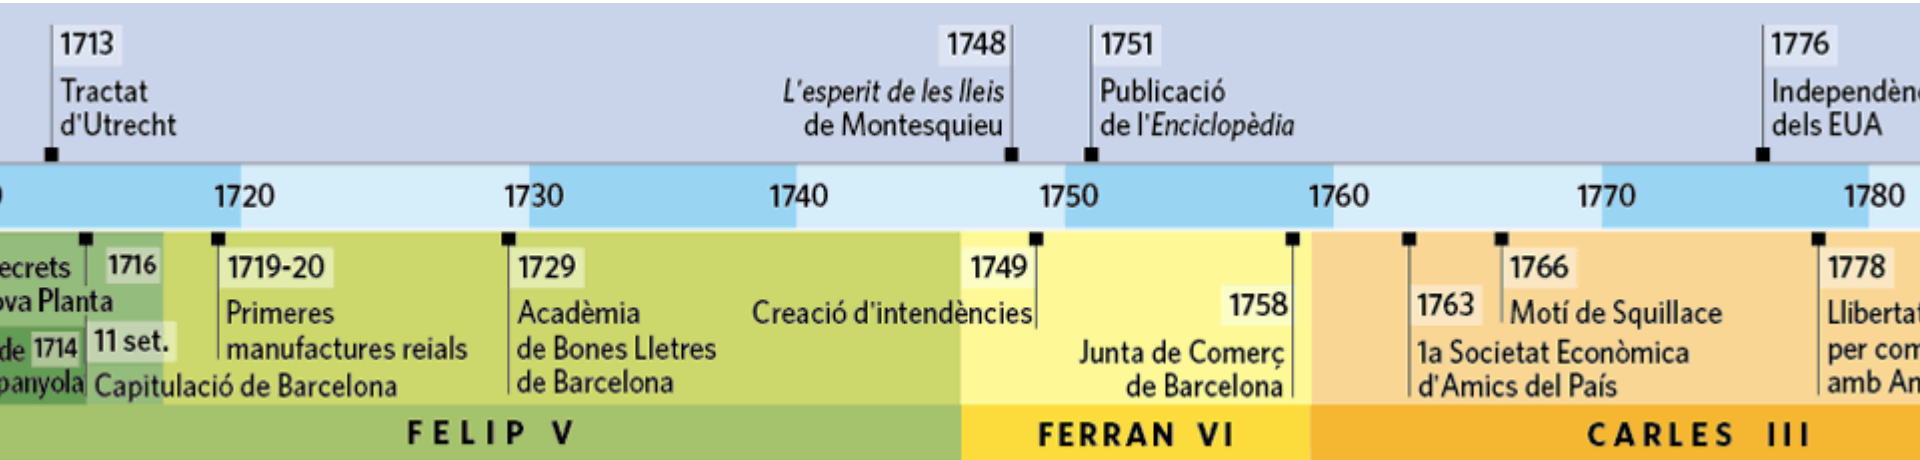 1713
Tractat
d'Utrecht
1748
L'esperit de les lleis
de Montesquieu
1751
Publicació
de l'Enciclopèdia
1776
dels EUA
1720 1730 1740 1750 1760 1770 1780
1716
Planta
de 1714
11 set.
Capitulació de Barcelona
1719-20
Primeres
manufactures reials
1729
Acadèmia
de Bones Lletres
de Barcelona
1749
Creació d'intendències
1758
Junta de Comerç
de Barcelona
1763
1a Societat Econòmica
d'Amics del País
1766
Motí de Squillace
1778
per
amb
FELIP V
FERRAN VI
CARLES III